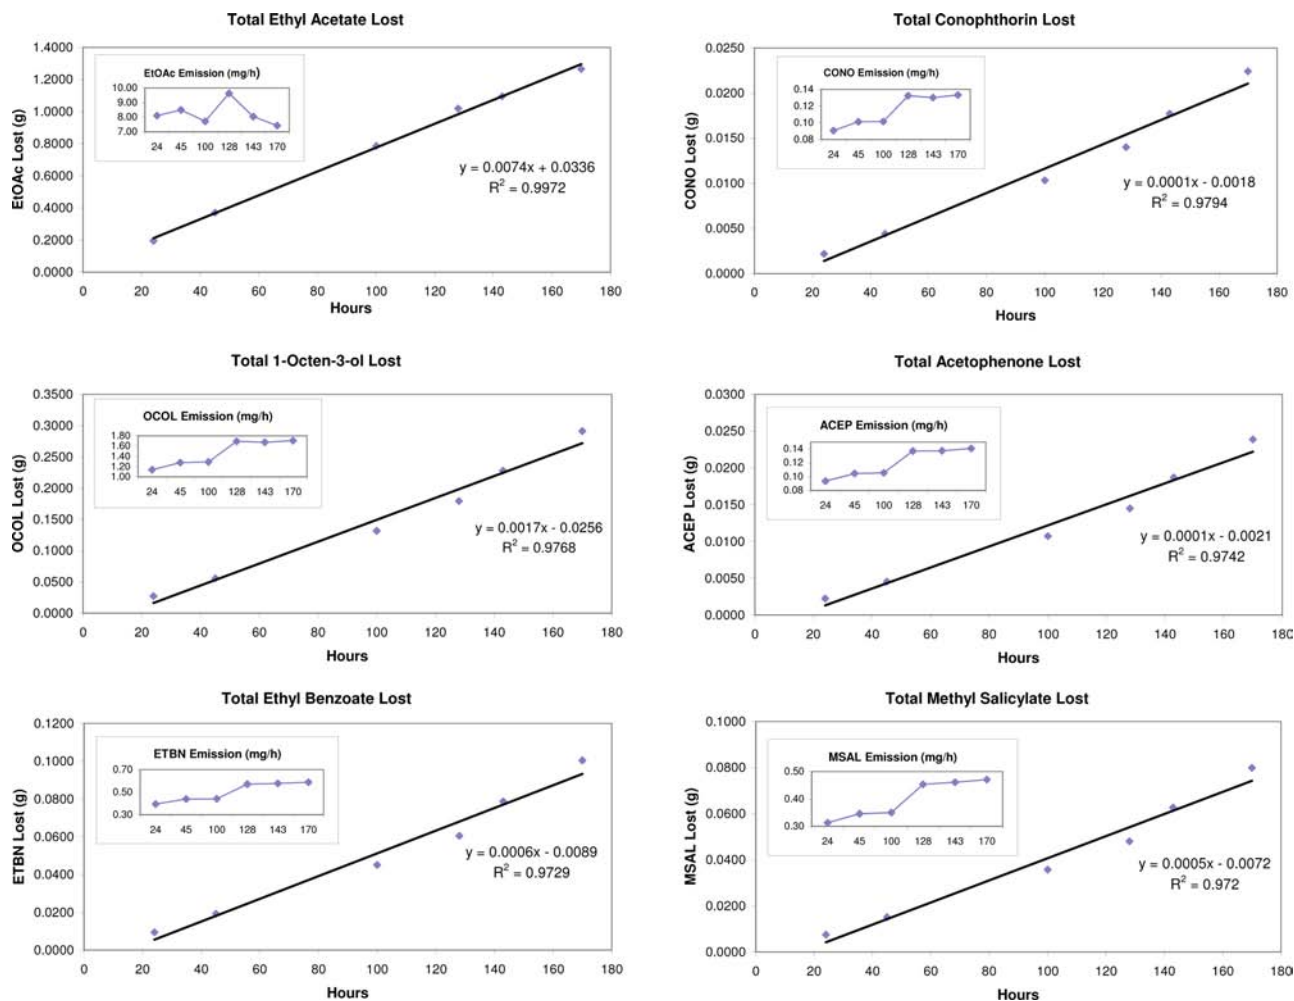 Total Ethyl Acetate Lost
EtOAc Lost (g)
1.4000
1.2000
1.0000
0.8000
0.6000
0.4000
0.2000
0.0000
EtOAc Emission (mg/h)
10.00
9.00
8.00
7.00
24 45 100 128 143 170
y = 0.0074x + 0.0336
R² = 0.9972
0 20 40 60 80 100 120 140 160 180
Hours
Total Conophthorin Lost
CONO Lost (g)
0.0250
0.0200
0.0150
0.0100
0.0050
0.0000
CONO Emission (mg/h)
0.14
0.12
0.10
0.08
24 45 100 128 143 170
y = 0.0001x - 0.0018
R² = 0.9794
0 20 40 60 80 100 120 140 160 180
Hours
Total 1-Octen-3-ol Lost
OCOL Lost (g)
0.3500
0.3000
0.2500
0.2000
0.1500
0.1000
0.0500
0.0000
OCOL Emission (mg/h)
1.80
1.60
1.40
1.20
1.00
24 45 100 128 143 170
y = 0.0017x - 0.0256
R² = 0.9768
0 20 40 60 80 100 120 140 160 180
Hours
Total Acetophenone Lost
ACEP Lost (g)
0.0300
0.0250
0.0200
0.0150
0.0100
0.0050
0.0000
ACEP Emission (mg/h)
0.14
0.12
0.10
0.08
24 45 100 128 143 170
y = 0.0001x - 0.0021
R² = 0.9742
0 20 40 60 80 100 120 140 160 180
Hours
Total Ethyl Benzoate Lost
ETBN Lost (g)
0.1200
0.1000
0.0800
0.0600
0.0400
0.0200
0.0000
ETBN Emission (mg/h)
0.70
0.50
0.30
24 45 100 128 143 170
y = 0.0006x - 0.0089
R² = 0.9729
0 20 40 60 80 100 120 140 160 180
Hours
Total Methyl Salicylate Lost
MSAL Lost (g)
0.1000
0.0800
0.0600
0.0400
0.0200
0.0000
MSAL Emission (mg/h)
0.50
0.40
0.30
24 45 100 128 143 170
y = 0.0005x - 0.0072
R² = 0.972
0 20 40 60 80 100 120 140 160 180
Hours